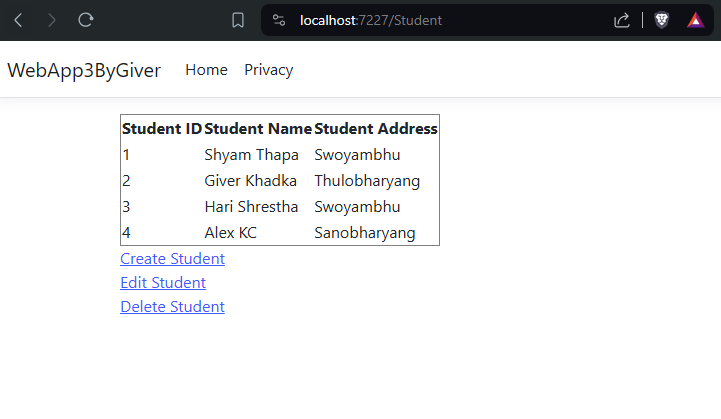 localhost:7227/Student
WebApp3ByGiver Home Privacy
Student ID Student Name Student Address
1 Shyam Thapa Swoyambhu
2 Giver Khadka Thulobharyang
3 Hari Shrestha Swoyambhu
4 Alex KC Sanobharyang
Create Student
Edit Student
Delete Student